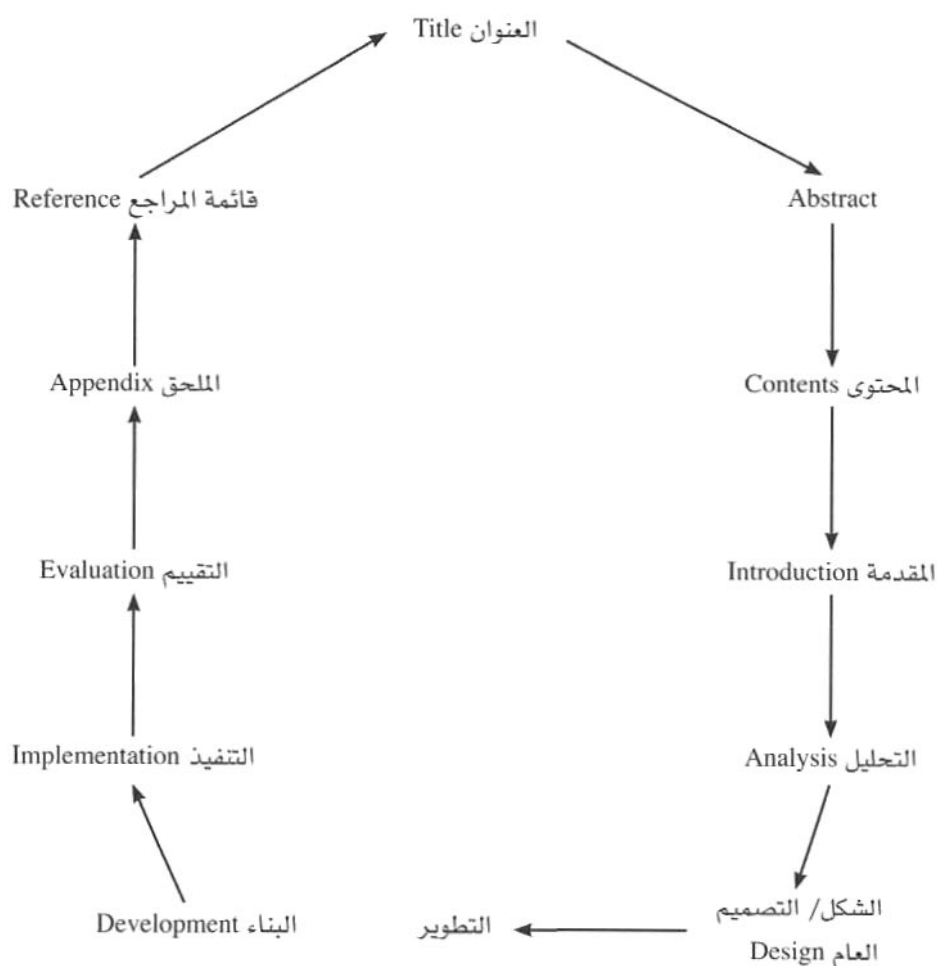 العنوان Title
Abstract
المحتوى Contents
المقدمة Introduction
التحليل Analysis
الشكل/ التصميم
العام Design
التطوير
البناء Development
التنفيذ Implementation
التقييم Evaluation
الملحق Appendix
قائمة المراجع Reference